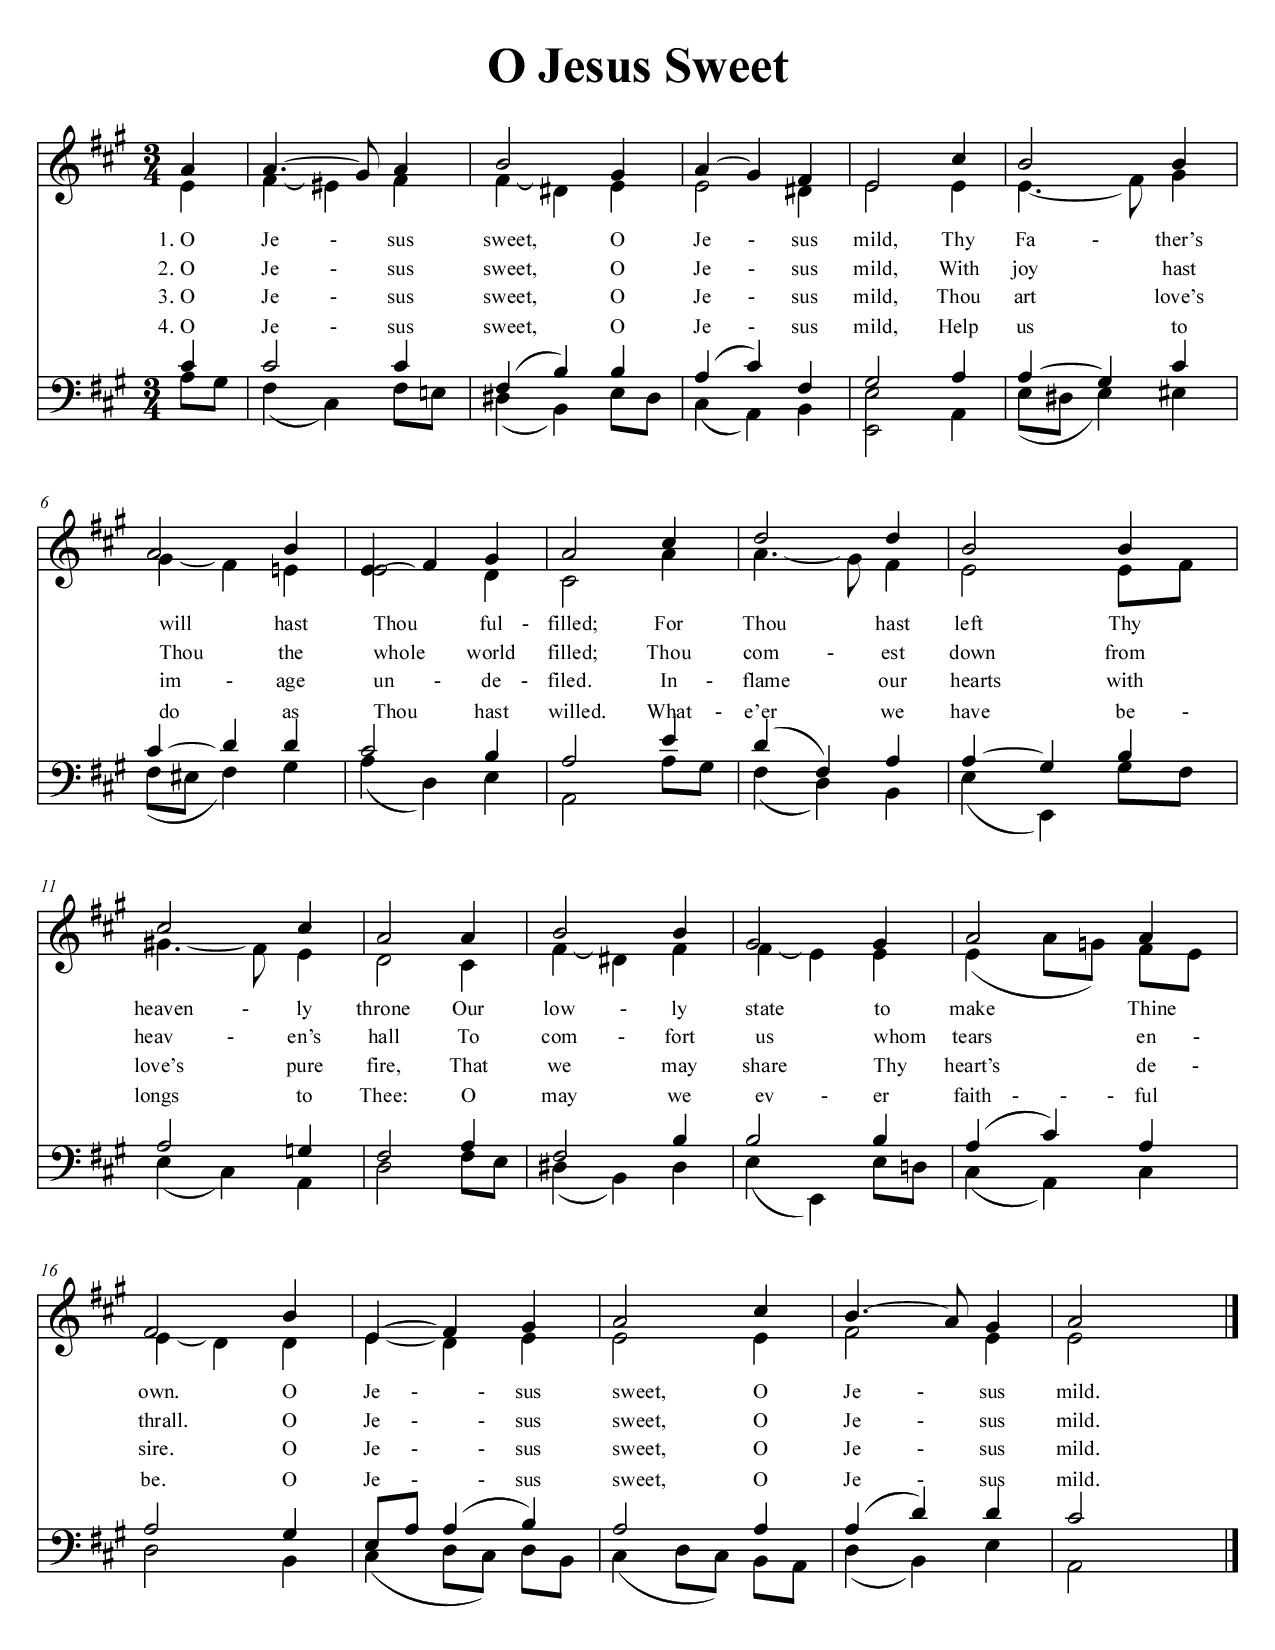 O Jesus Sweet
3 4
1. O Je - sus sweet, O Je - sus mild, Thy Fa - ther’s
2. O Je - sus sweet, O Je - sus mild, With joy hast
3. O Je - sus sweet, O Je - sus mild, Thou art love’s
4. O Je - sus sweet, O Je - sus mild, Help us to
3 4
6
will hast Thou ful - filled; For Thou hast left Thy
Thou the whole world filled; Thou com - est down from
im - age un - de - filed. In - flame our hearts with
do as Thou hast willed. What - e’er we have be -
11
heaven - ly throne Our low - ly state to make Thine
heav - en’s hall To com - fort us whom tears en -
love’s pure fire, That we may share Thy heart’s de -
longs to Thee: O may we ev - er faith - - - ful
16
own. O Je - - sus sweet, O Je - sus mild.
thrall. O Je - - sus sweet, O Je - sus mild.
sire. O Je - - sus sweet, O Je - sus mild.
be. O Je - - sus sweet, O Je - sus mild.